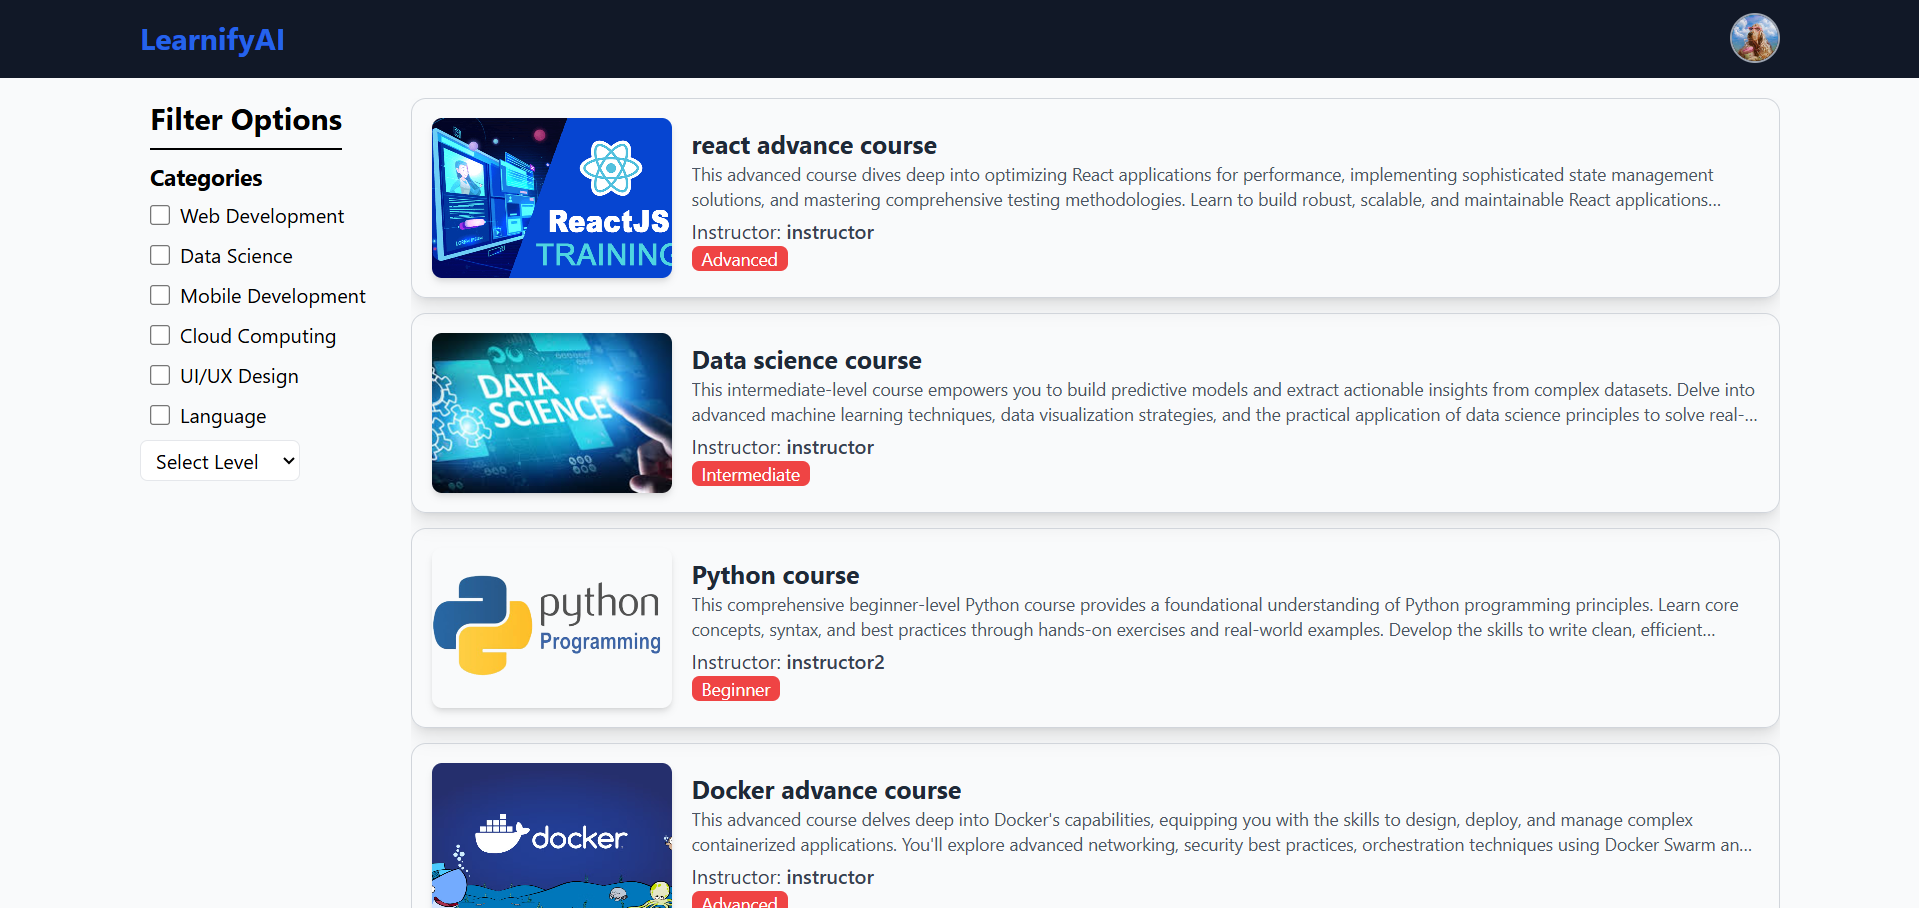 LearnifyAI
Filter Options
Categories
Web Development
Data Science
Mobile Development
Cloud Computing
UI/UX Design
Language
Select Level
ReactJS
TRAINING
react advance course
This advanced course dives deep into optimizing React applications for performance, implementing sophisticated state management
solutions, and mastering comprehensive testing methodologies. Learn to build robust, scalable, and maintainable React applications...
Instructor: instructor
Advanced
DATA
SCIENCE
Data science course
This intermediate-level course empowers you to build predictive models and extract actionable insights from complex datasets. Delve into
advanced machine learning techniques, data visualization strategies, and the practical application of data science principles to solve real-...
Instructor: instructor
Intermediate
python
Programming
Python course
This comprehensive beginner-level Python course provides a foundational understanding of Python programming principles. Learn core
concepts, syntax, and best practices through hands-on exercises and real-world examples. Develop the skills to write clean, efficient...
Instructor: instructor2
Beginner
docker
Docker advance course
This advanced course delves deep into Docker's capabilities, equipping you with the skills to design, deploy, and manage complex
containerized applications. You'll explore advanced networking, security best practices, orchestration techniques using Docker Swarm an...
Instructor: instructor
Advanced